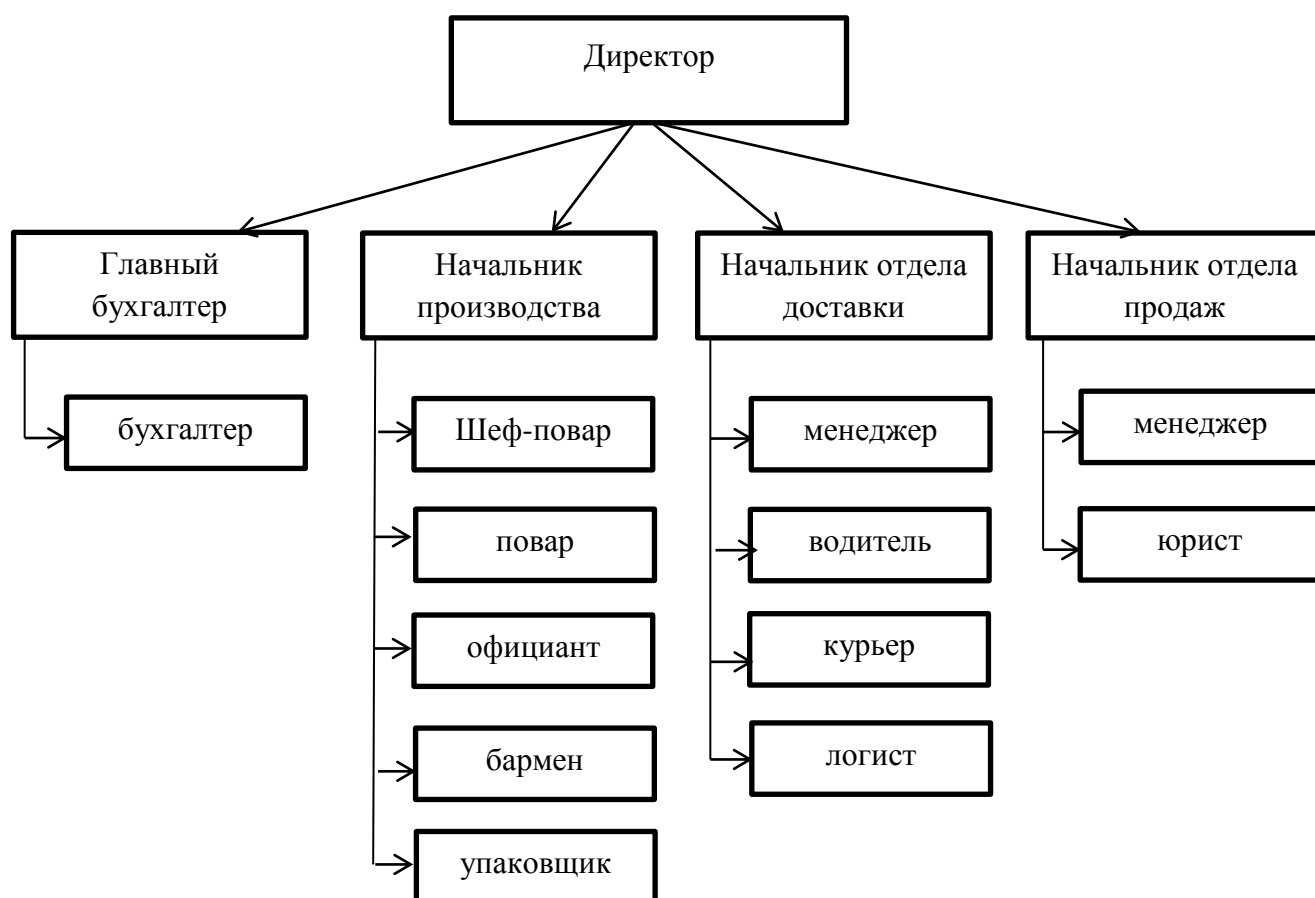 Директор
Главный
бухгалтер
Начальник
производства
Начальник отдела
доставки
Начальник отдела
продаж
бухгалтер
Шеф-повар
повар
официант
бармен
упаковщик
менеджер
водитель
курьер
логист
менеджер
юрист